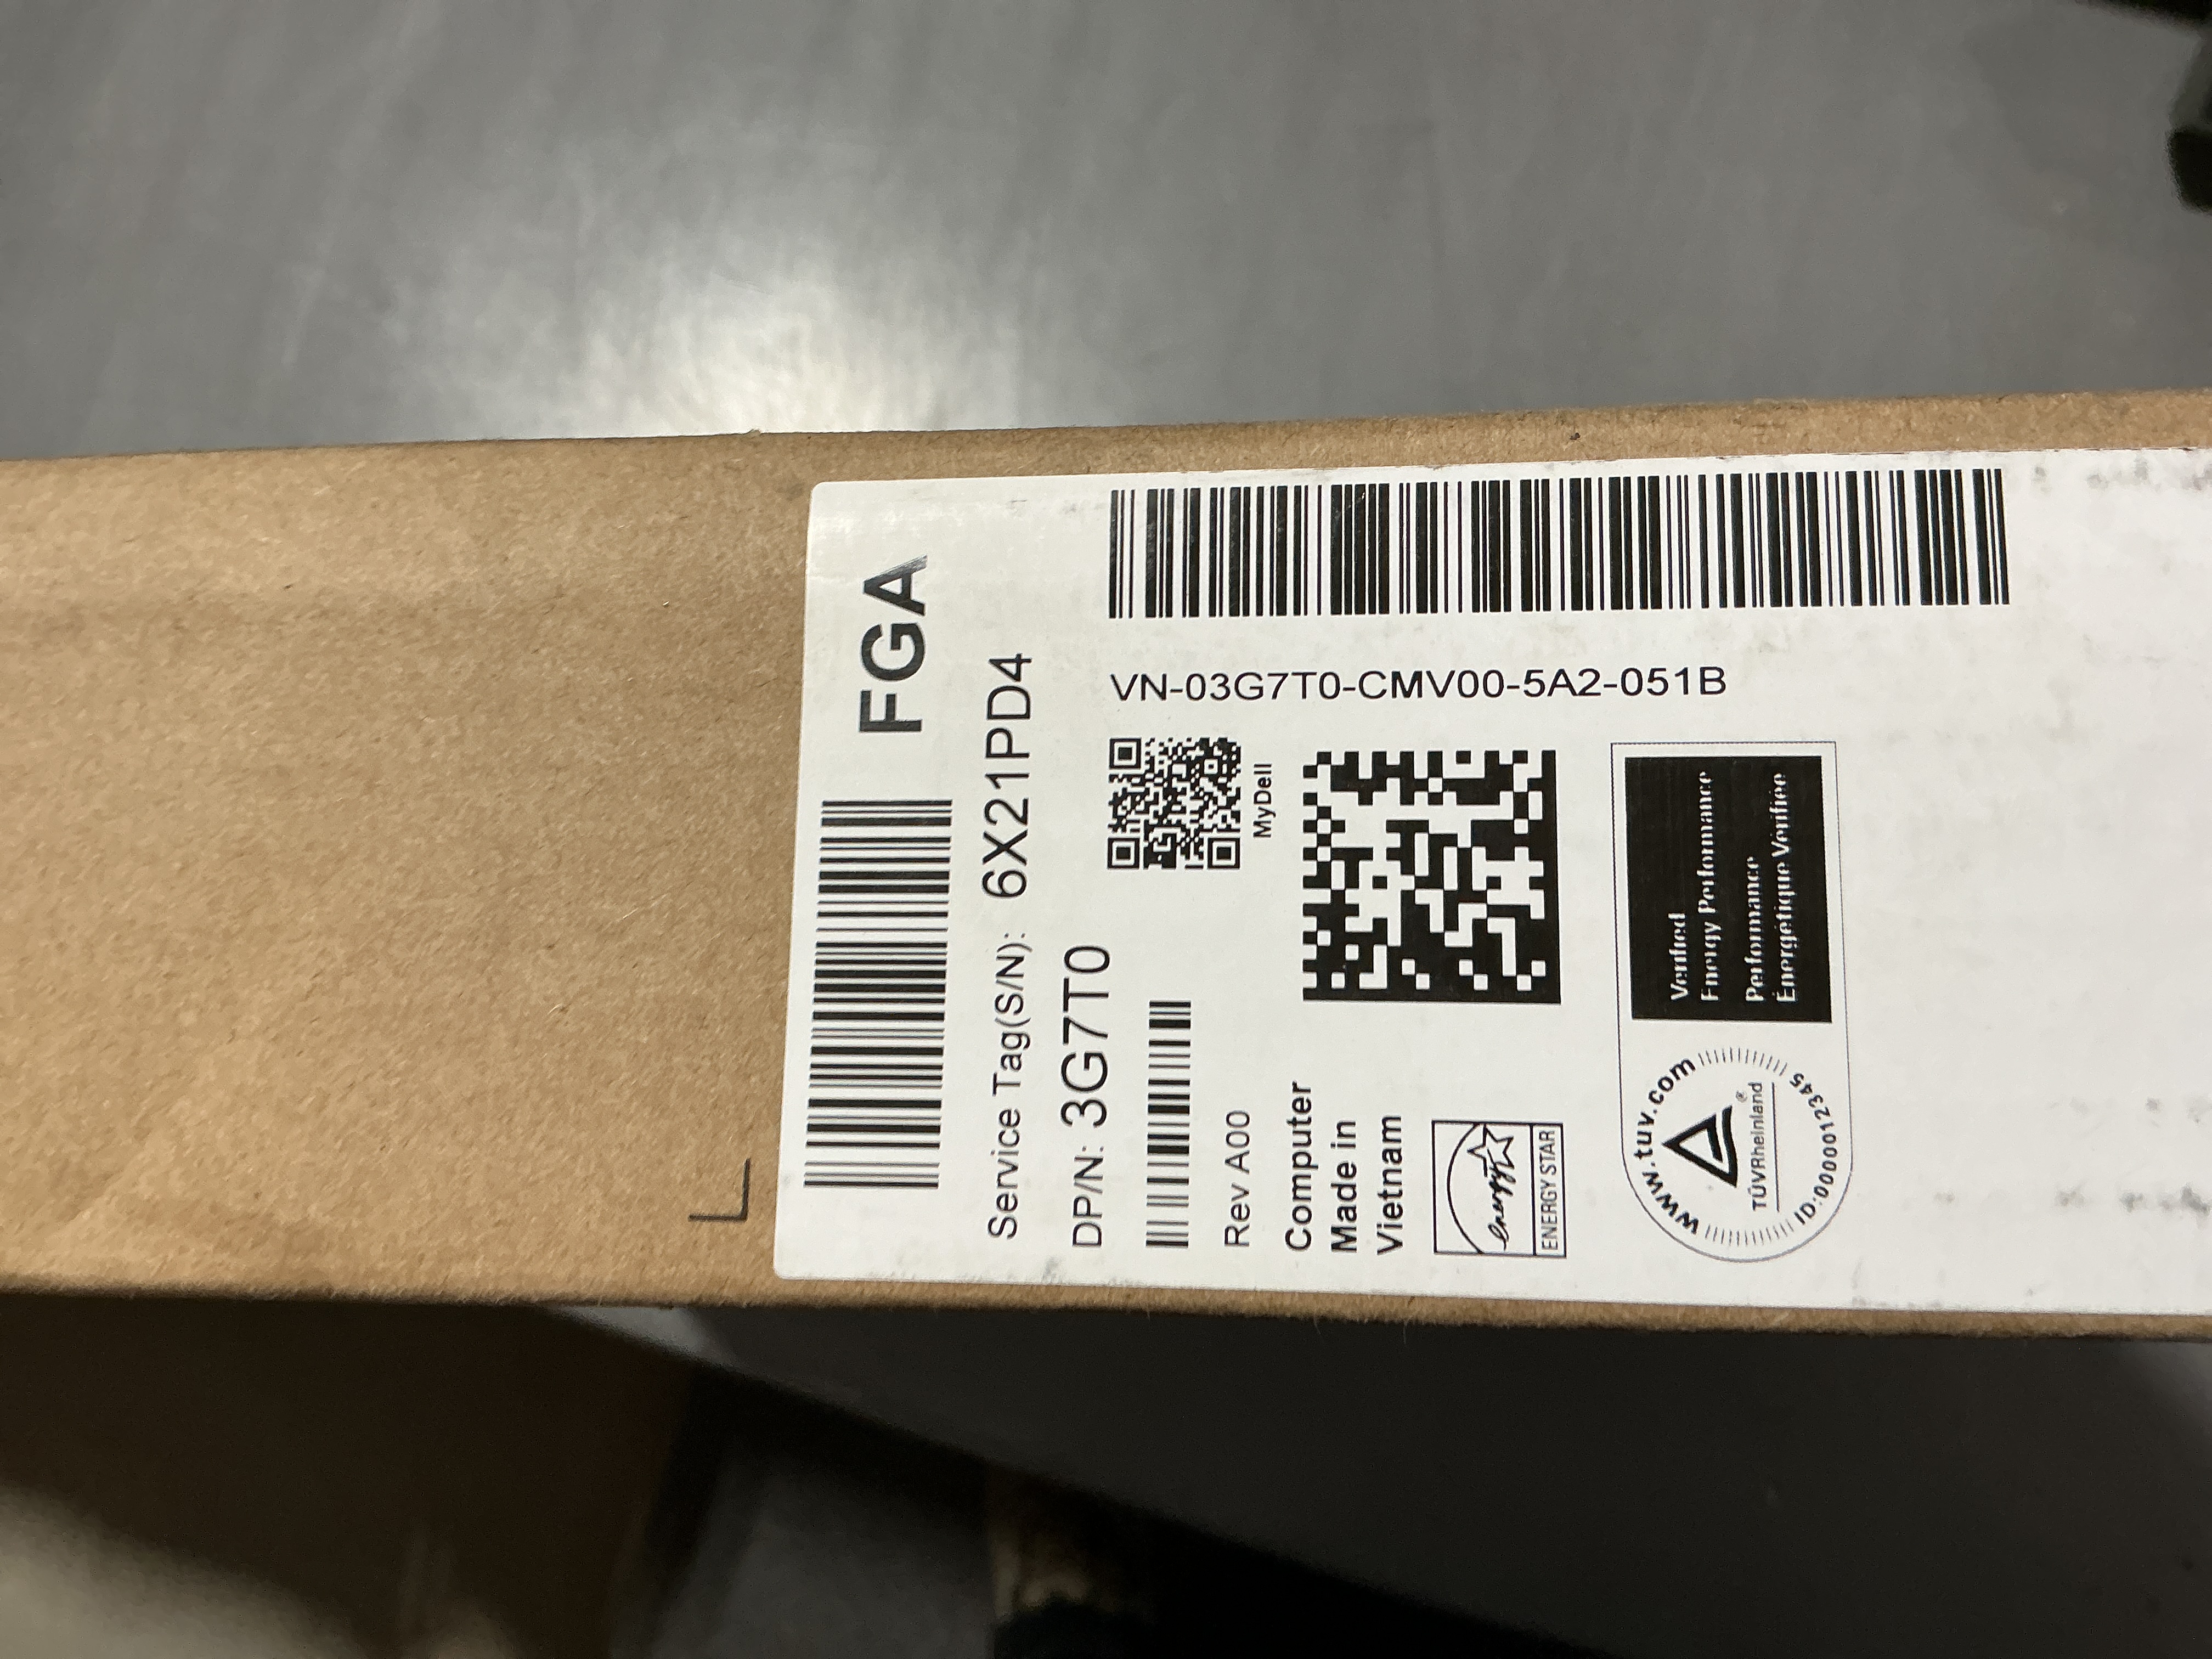 L
FGA
Service Tag(S/N): 6X21PD4
DP/N: 3G7T0
MyDell
VN-03G7T0-CMV00-5A2-051B
Rev A00
Computer
Made in
Vietnam
energy
ENERGY STAR
www.tuv.com
TÜVRheinland®
ID:0000012345
Verified
Energy Performance
Performance
Énergétique Vérifiée